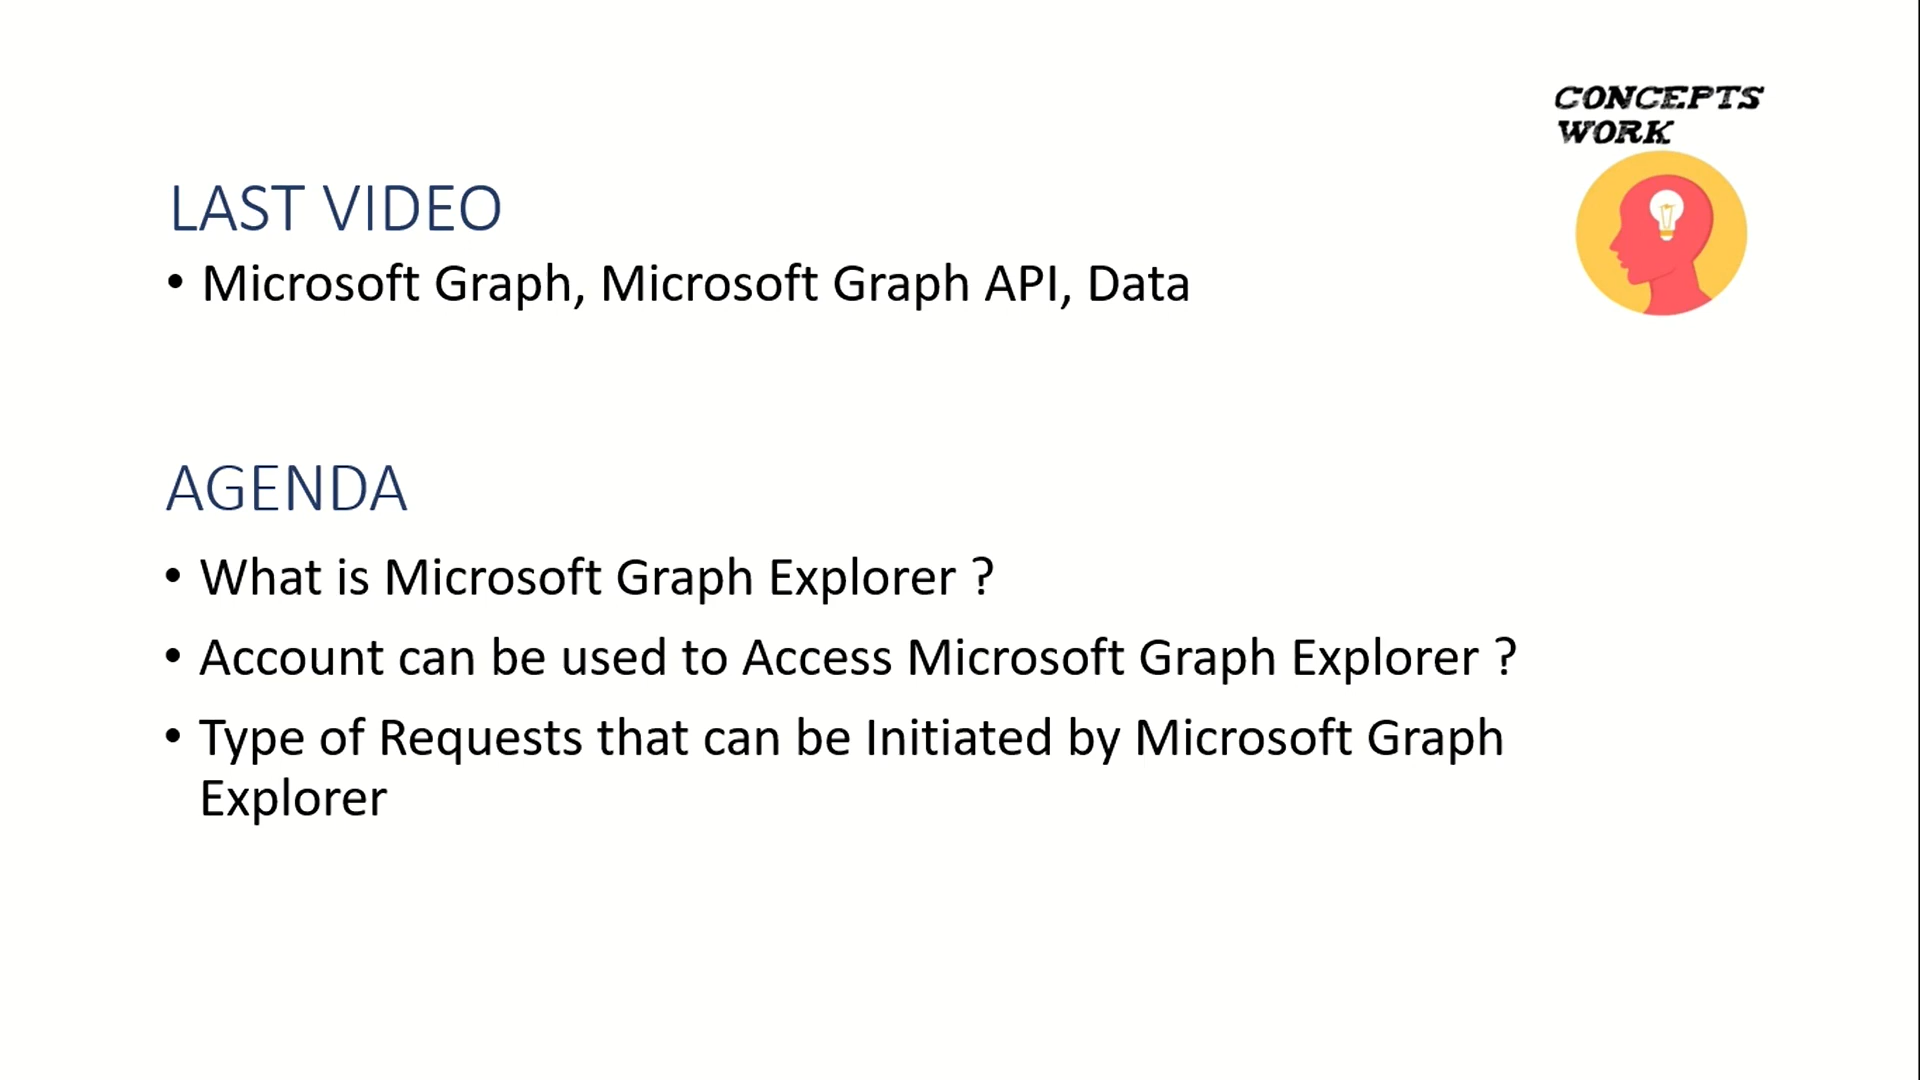 CONCEPTS
WORK
LAST VIDEO
• Microsoft Graph, Microsoft Graph API, Data
AGENDA
• What is Microsoft Graph Explorer ?
• Account can be used to Access Microsoft Graph Explorer ?
• Type of Requests that can be Initiated by Microsoft Graph
Explorer